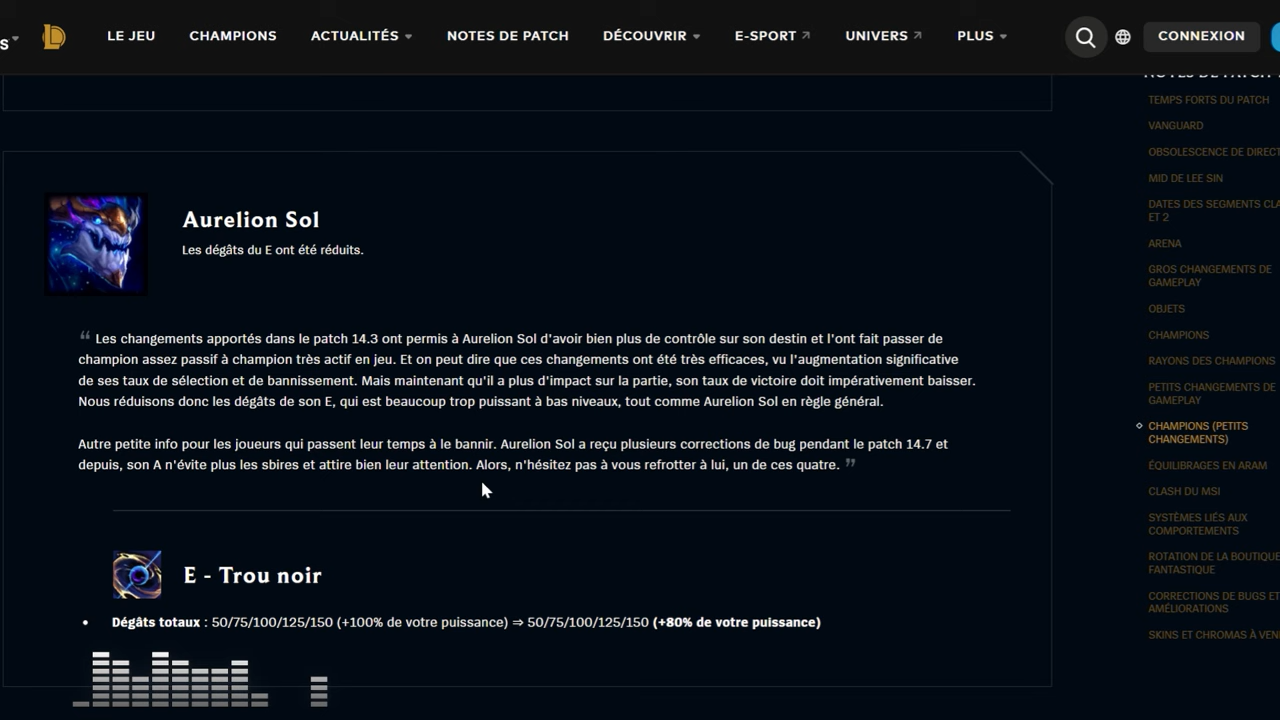 S
LE JEU CHAMPIONS ACTUALITÉS NOTES DE PATCH DÉCOUVRIR E-SPORT UNIVERS PLUS CONNEXION
Aurelion Sol
Les dégâts du E ont été réduits.
“ Les changements apportés dans le patch 14.3 ont permis à Aurelion Sol d'avoir bien plus de contrôle sur son destin et l'ont fait passer de
champion assez passif à champion très actif en jeu. Et on peut dire que ces changements ont été très efficaces, vu l'augmentation significative
de ses taux de sélection et de bannissement. Mais maintenant qu'il a plus d'impact sur la partie, son taux de victoire doit impérativement baisser.
Nous réduisons donc les dégâts de son E, qui est beaucoup trop puissant à bas niveaux, tout comme Aurelion Sol en règle général.
Autre petite info pour les joueurs qui passent leur temps à le bannir. Aurelion Sol a reçu plusieurs corrections de bug pendant le patch 14.7 et
depuis, son A n'évite plus les sbires et attire bien leur attention. Alors, n'hésitez pas à vous refrotter à lui, un de ces quatre. ”
E - Trou noir
• Dégâts totaux : 50/75/100/125/150 (+100% de votre puissance) ⇒ 50/75/100/125/150 (+80% de votre puissance)
NOTES DE PATCH
TEMPS FORTS DU PATCH
VANGUARD
OBSOLESCENCE DE DIRECT
MID DE LEE SIN
DATES DES SEGMENTS CLA
ET 2
ARENA
GROS CHANGEMENTS DE
GAMEPLAY
OBJETS
CHAMPIONS
RAYONS DES CHAMPIONS
PETITS CHANGEMENTS DE
GAMEPLAY
CHAMPIONS (PETITS
CHANGEMENTS)
ÉQUILIBRAGES EN ARAM
CLASH DU MSI
SYSTÈMES LIÉS AUX
COMPORTEMENTS
ROTATION DE LA BOUTIQUE
FANTASTIQUE
CORRECTIONS DE BUGS ET
AMÉLIORATIONS
SKINS ET CHROMAS À VENI